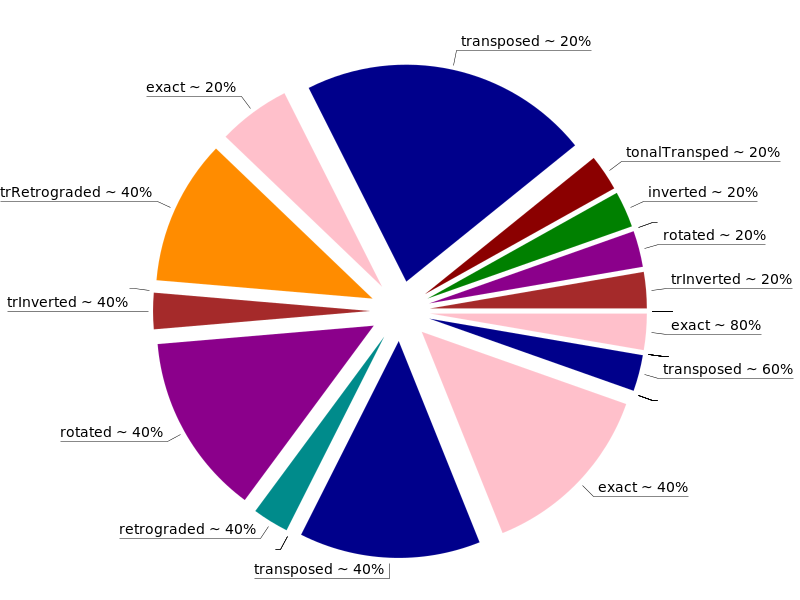 transposed ~ 20%
exact ~ 20%
tonalTransped ~ 20%
trRetrograded ~ 40%
inverted ~ 20%
rotated ~ 20%
trInverted ~ 20%
trInverted ~ 40%
exact ~ 80%
transposed ~ 60%
rotated ~ 40%
exact ~ 40%
retrograded ~ 40%
transposed ~ 40%